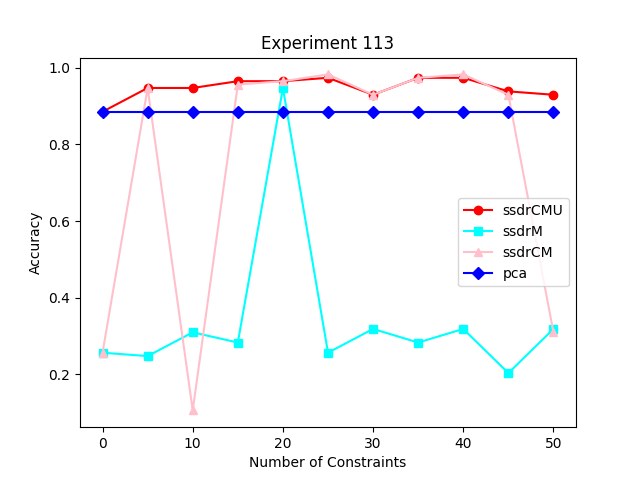 Experiment 113
1.0
0.8
0.6
0.4
0.2
Accuracy
ssdrCMU
ssdrM
ssdrCM
pca
0
10
20
30
40
50
Number of Constraints